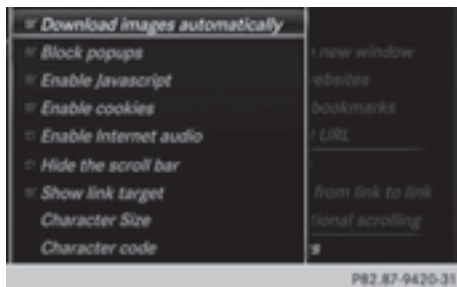 Download images automatically
Block popups
Enable Javascript
Enable cookies
Enable Internet audio
Hide the scroll bar
Show link target
Character Size
Character code
new window
websites
bookmarks
URL
from link to link
tional scrolling
s
P82.87-9420-31